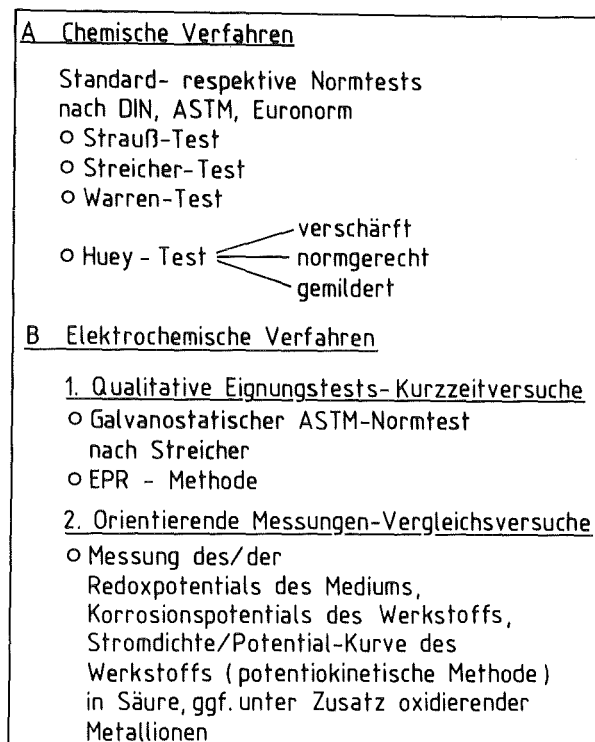 A Chemische Verfahren
Standard- respektive Normtests
nach DIN, ASTM, Euronorm
o Strauß-Test
o Streicher-Test
o Warren-Test
verschärft
o Huey - Test normgerecht
gemildert
B Elektrochemische Verfahren
1. Qualitative Eignungstests-Kurzzeitversuche
o Galvanostatischer ASTM-Normtest
nach Streicher
o EPR - Methode
2. Orientierende Messungen-Vergleichsversuche
o Messung des/der
Redoxpotentials des Mediums,
Korrosionspotentials des Werkstoffs,
Stromdichte/Potential-Kurve des
Werkstoffs (potentiokinetische Methode)
in Säure, ggf. unter Zusatz oxidierender
Metallionen